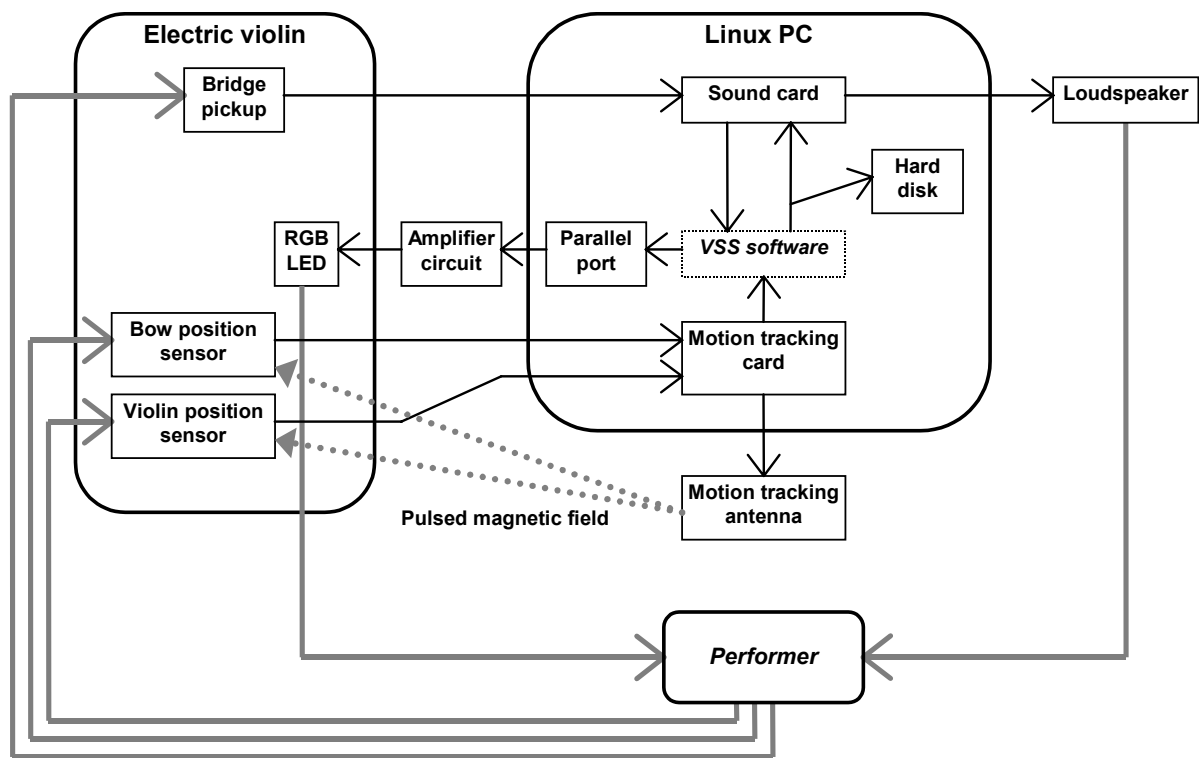 Electric violin
Linux PC
Bridge
pickup
Sound card
Loudspeaker
Hard
disk
RGB
LED
Amplifier
circuit
Parallel
port
VSS software
Bow position
sensor
Motion tracking
card
Violin position
sensor
Motion tracking
antenna
Pulsed magnetic field
Performer